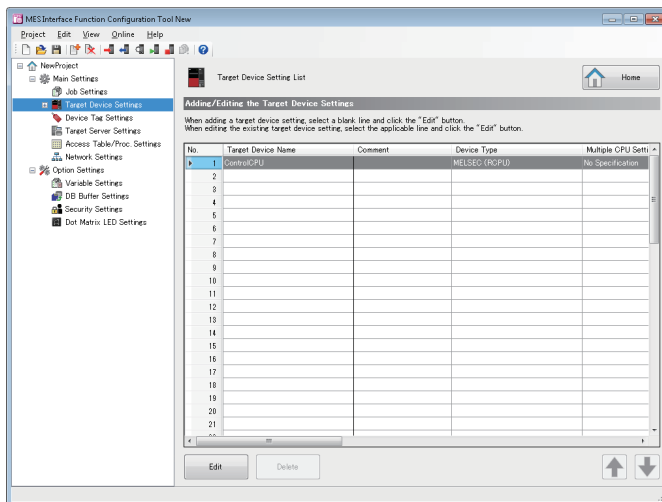 MES Interface Function Configuration Tool New
Project Edit View Online Help
NewProject
Main Settings
Job Settings
Target Device Settings
Device Tag Settings
Target Server Settings
Access Table/Proc. Settings
Network Settings
Option Settings
Variable Settings
DB Buffer Settings
Security Settings
Dot Matrix LED Settings
Target Device Setting List
Home
Adding/Editing the Target Device Settings
When adding a target device setting, select a blank line and click the "Edit" button.
When editing the existing target device setting, select the applicable line and click the "Edit" button.
No. Target Device Name Comment Device Type Multiple CPU Setti
1 ControlCPU MELSEC (RCPU) No Specification
2
3
4
5
6
7
8
9
10
11
12
13
14
15
16
17
18
19
20
21
Edit Delete